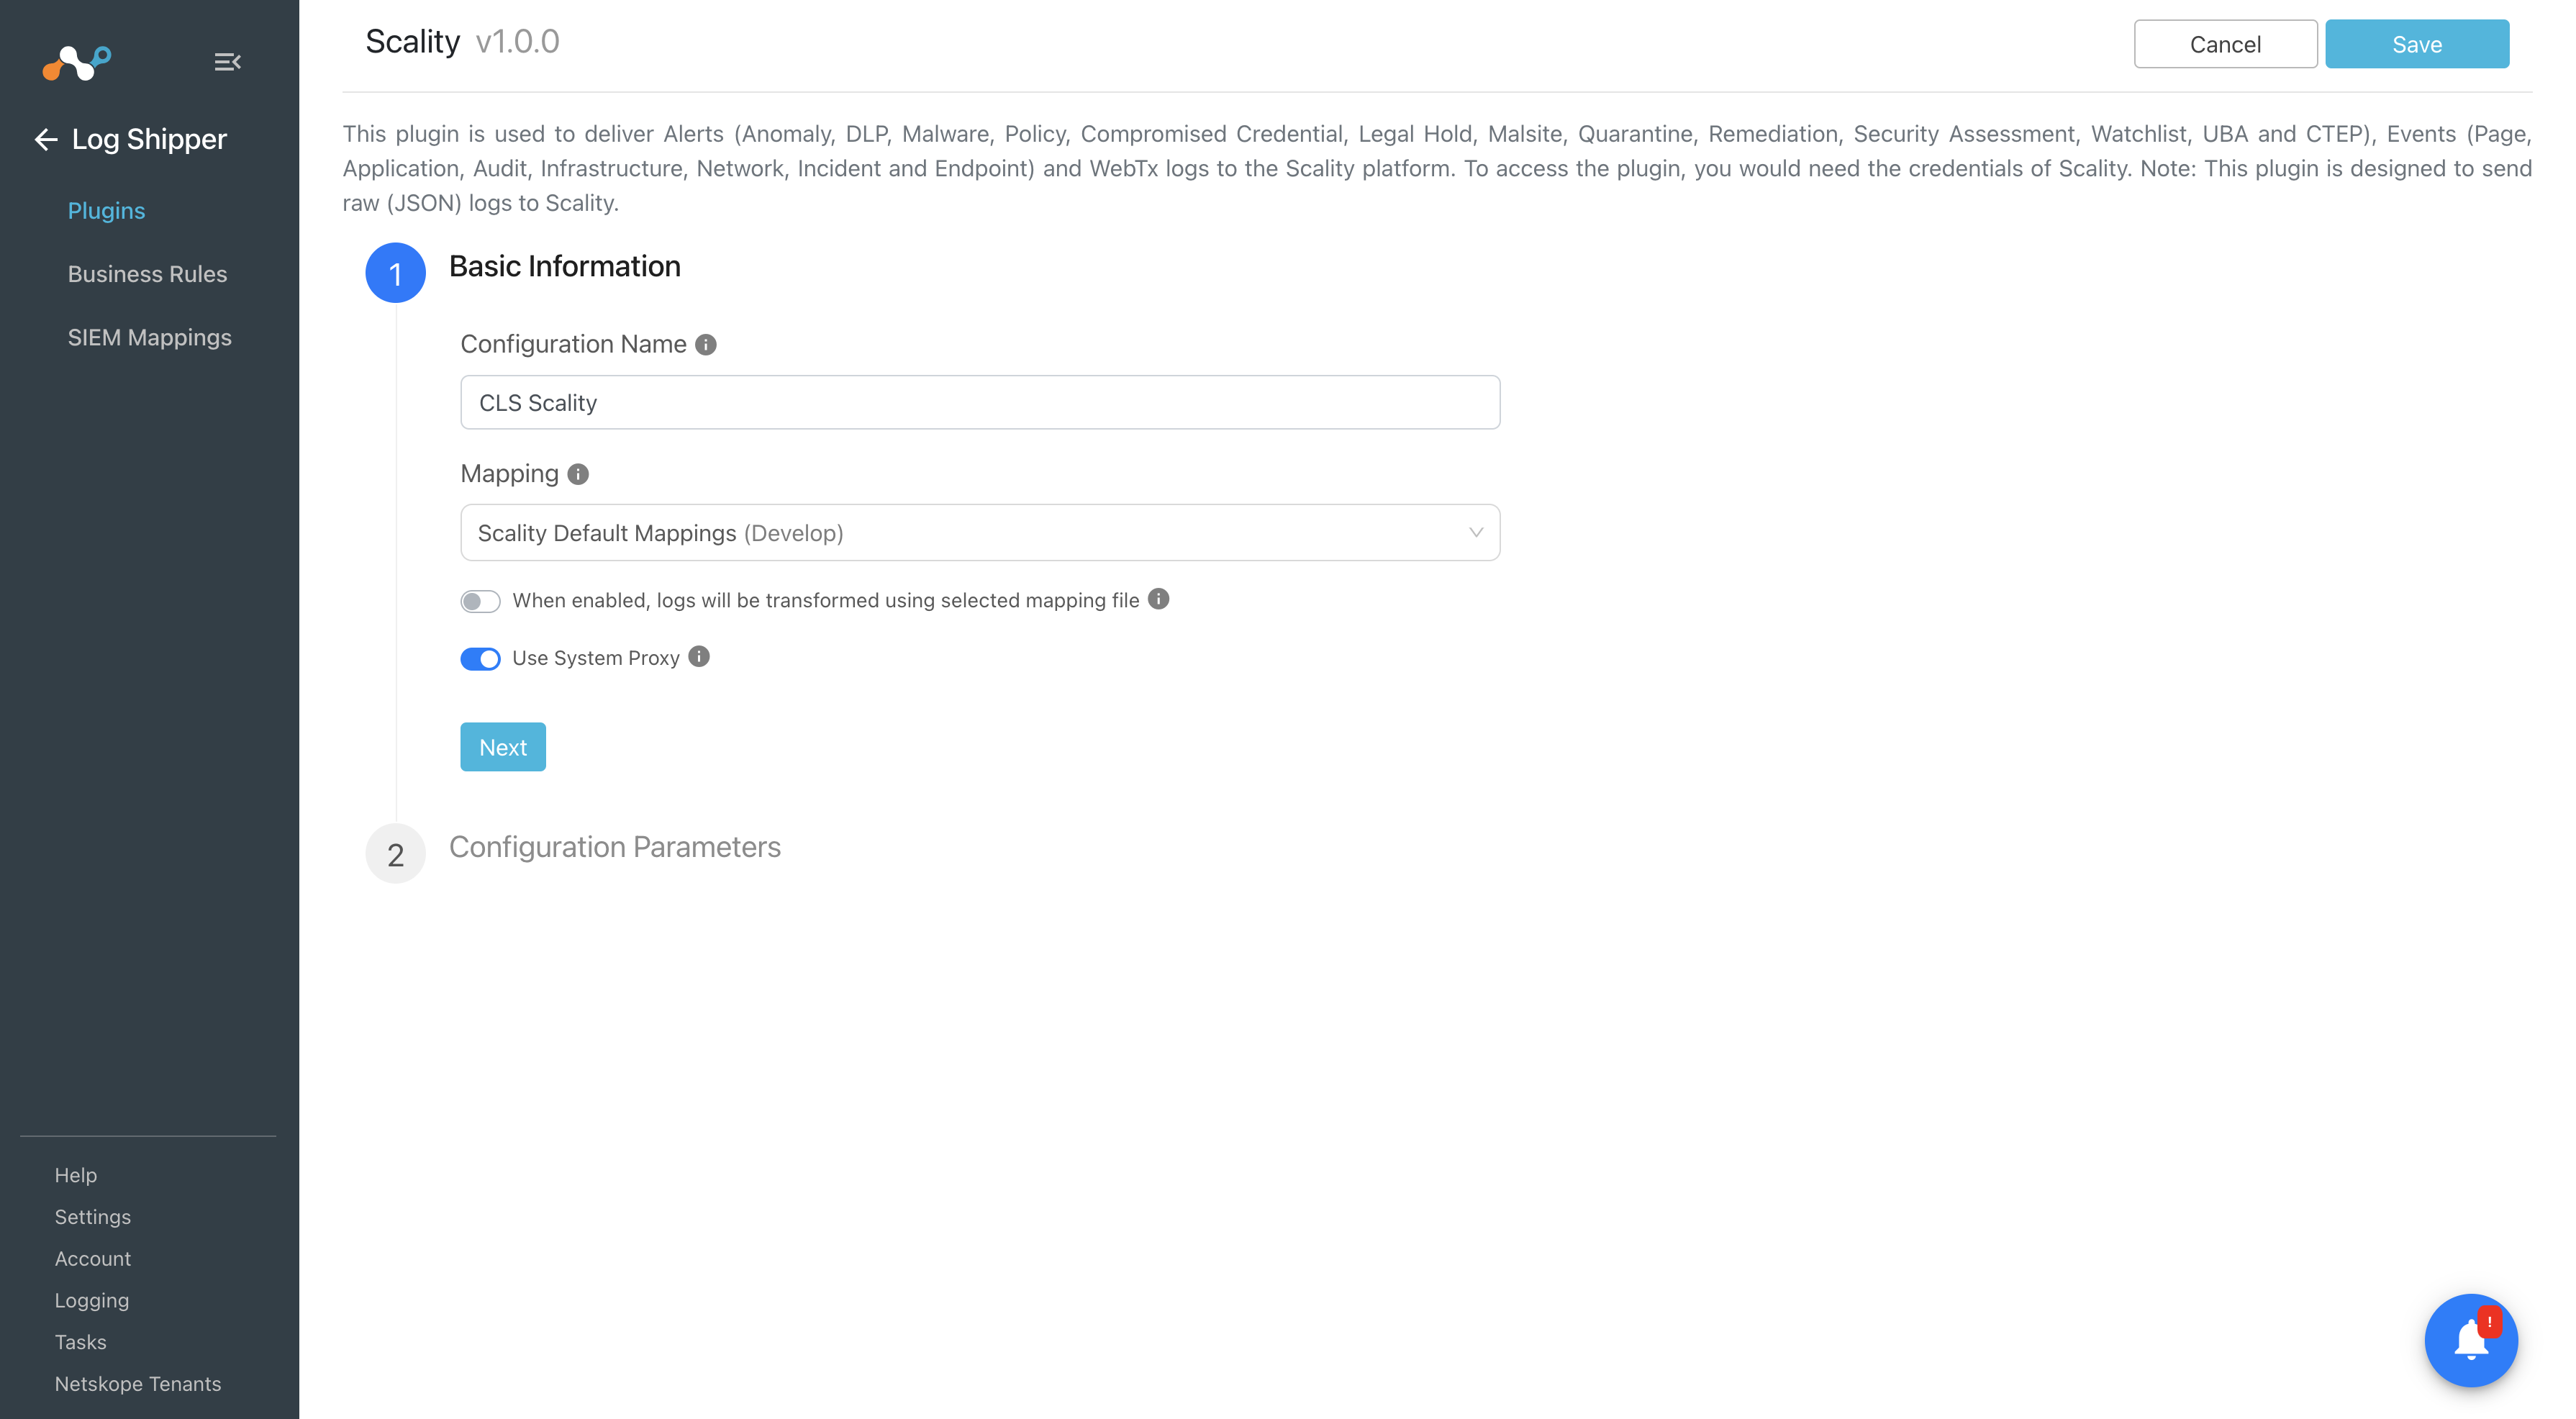 Log Shipper
Plugins
Business Rules
SIEM Mappings
Help
Settings
Account
Logging
Tasks
Netskope Tenants
Scality v1.0.0
Cancel
Save
This plugin is used to deliver Alerts (Anomaly, DLP, Malware, Policy, Compromised Credential, Legal Hold, Malsite, Quarantine, Remediation, Security Assessment, Watchlist, UBA and CTEP), Events (Page,
Application, Audit, Infrastructure, Network, Incident and Endpoint) and WebTx logs to the Scality platform. To access the plugin, you would need the credentials of Scality. Note: This plugin is designed to send
raw (JSON) logs to Scality.
1 Basic Information
Configuration Name
CLS Scality
Mapping
Scality Default Mappings (Develop)
When enabled, logs will be transformed using selected mapping file
Use System Proxy
Next
2 Configuration Parameters
!